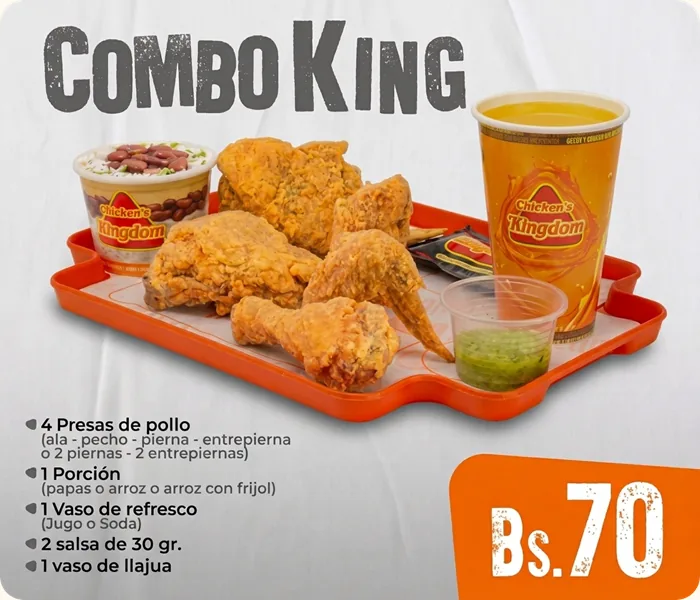 COMBO KING
Chicken's
Kingdom
Chicken's
Kingdom
4 Presas de pollo
(ala - pecho - pierna - entrepierna
o 2 piernas - 2 entrepiernas)
1 Porción
(papas o arroz o arroz con frijol)
1 Vaso de refresco
(Jugo o Soda)
2 salsa de 30 gr.
1 vaso de llajua
Bs.70